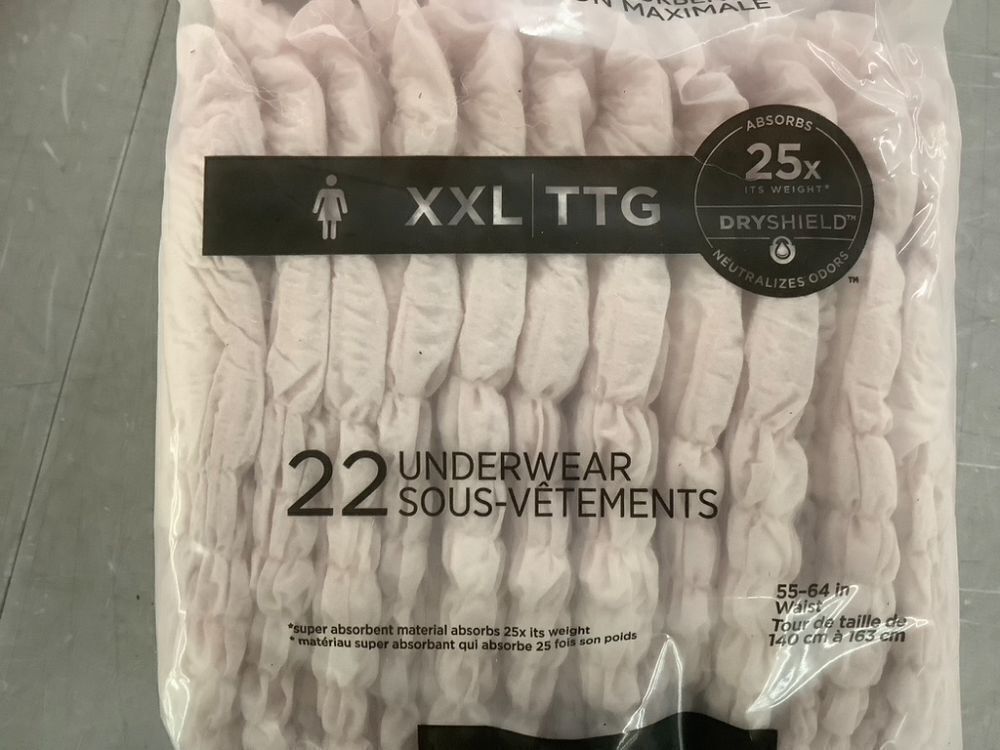 MAXIMALE
XXL | TTG
ABSORBS
25x
ITS WEIGHT*
DRYSHIELD™
NEUTRALIZES ODORS
™
22 UNDERWEAR
SOUS-VÊTEMENTS
55-64 in
Waist
Tour de taille de
140 cm à 163 cm
*super absorbent material absorbs 25x its weight
* matériau super absorbant qui absorbe 25 fois son poids